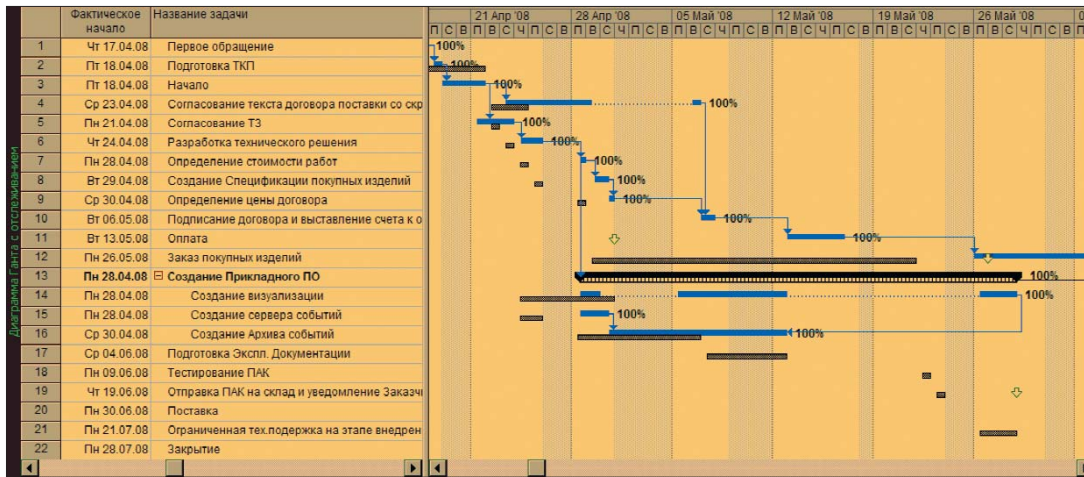 Фактическое начало Название задачи 21 Апр '08 28 Апр '08 05 Май '08 12 Май '08 19 Май '08 26 Май '08
П С В П В С Ч П С В П В С Ч П С В П В С Ч П С В П В С Ч П С В П В С Ч П С В П В С Ч П С В
1 Чт 17.04.08 Первое обращение 100%
2 Пт 18.04.08 Подготовка ТКП 100%
3 Пт 18.04.08 Начало 100%
4 Ср 23.04.08 Согласование текста договора поставки со скр 100%
5 Пн 21.04.08 Согласование ТЗ 100%
6 Чт 24.04.08 Разработка технического решения 100%
7 Пн 28.04.08 Определение стоимости работ 100%
8 Вт 29.04.08 Создание Спецификации покупных изделий 100%
9 Ср 30.04.08 Определение цены договора 100%
10 Вт 06.05.08 Подписание договора и выставление счета к о 100%
11 Вт 13.05.08 Оплата 100%
12 Пн 26.05.08 Заказ покупных изделий
13 Пн 28.04.08 Создание Прикладного ПО 100%
14 Пн 28.04.08 Создание визуализации 100%
15 Пн 28.04.08 Создание сервера событий 100%
16 Ср 30.04.08 Создание Архива событий 100%
17 Ср 04.06.08 Подготовка Экспл. Документации
18 Пн 09.06.08 Тестирование ПАК
19 Чт 19.06.08 Отправка ПАК на склад и уведомление Заказч
20 Пн 30.06.08 Поставка
21 Пн 21.07.08 Ограниченная тех.подержка на этапе внедрен
22 Пн 28.07.08 Закрытие
Диаграмма Ганта с отслеживанием